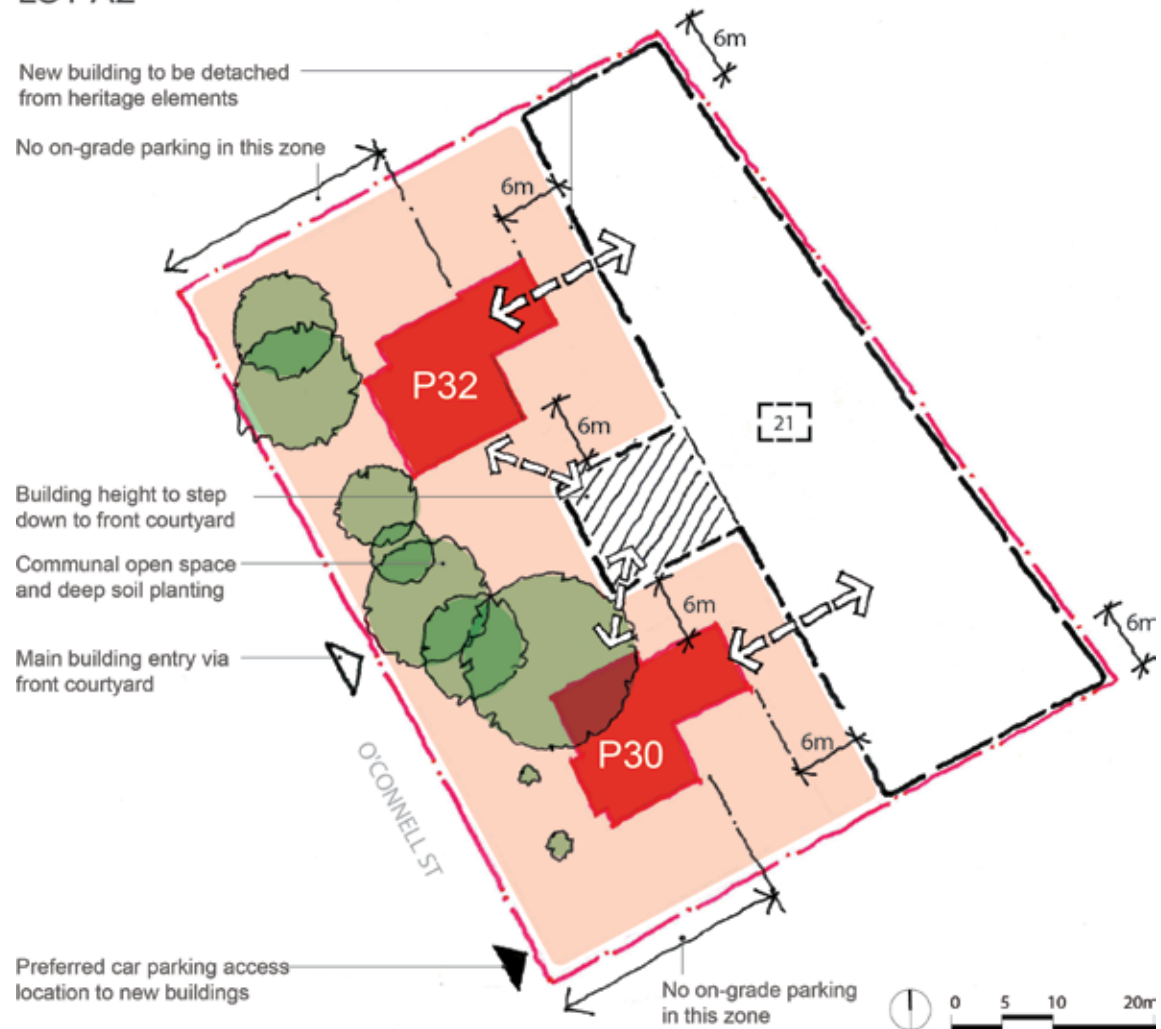 LOT A2
6m
New building to be detached
from heritage elements
No on-grade parking in this zone
6m
P32
6m
21
Building height to step
down to front courtyard
Communal open space
and deep soil planting
6m
6m
Main building entry via
front courtyard
P30
6m
O'CONNELL ST
Preferred car parking access
location to new buildings
No on-grade parking
in this zone
0 5 10 20m